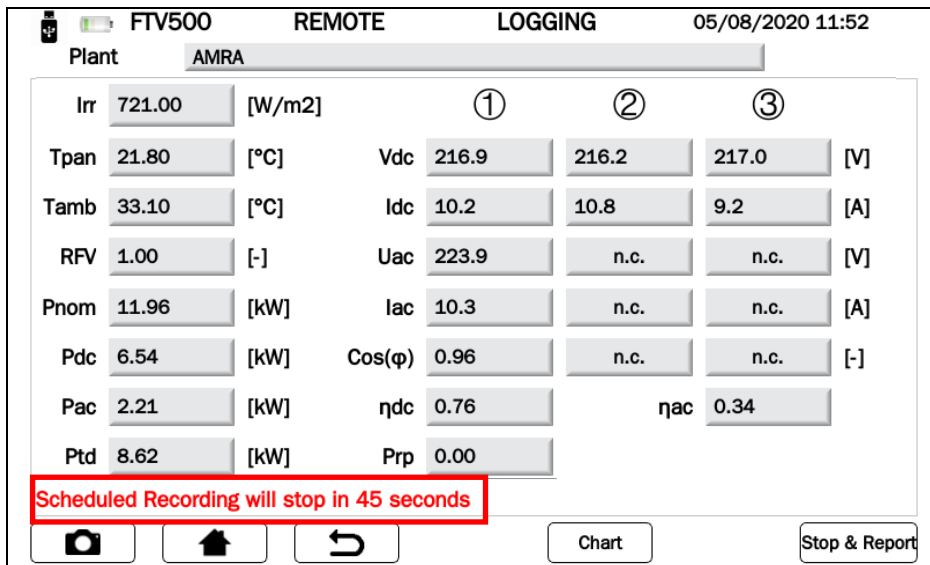 FTV500 REMOTE LOGGING 05/08/2020 11:52
Plant AMRA
Irr 721.00 [W/m2] ① ② ③
Tpan 21.80 [°C] Vdc 216.9 216.2 217.0 [V]
Tamb 33.10 [°C] Idc 10.2 10.8 9.2 [A]
RFV 1.00 [-] Uac 223.9 n.c. n.c. [V]
Pnom 11.96 [kW] Iac 10.3 n.c. n.c. [A]
Pdc 6.54 [kW] Cos(φ) 0.96 n.c. n.c. [-]
Pac 2.21 [kW] ηdc 0.76 ηac 0.34
Ptd 8.62 [kW] Prp 0.00
Scheduled Recording will stop in 45 seconds
Chart Stop & Report